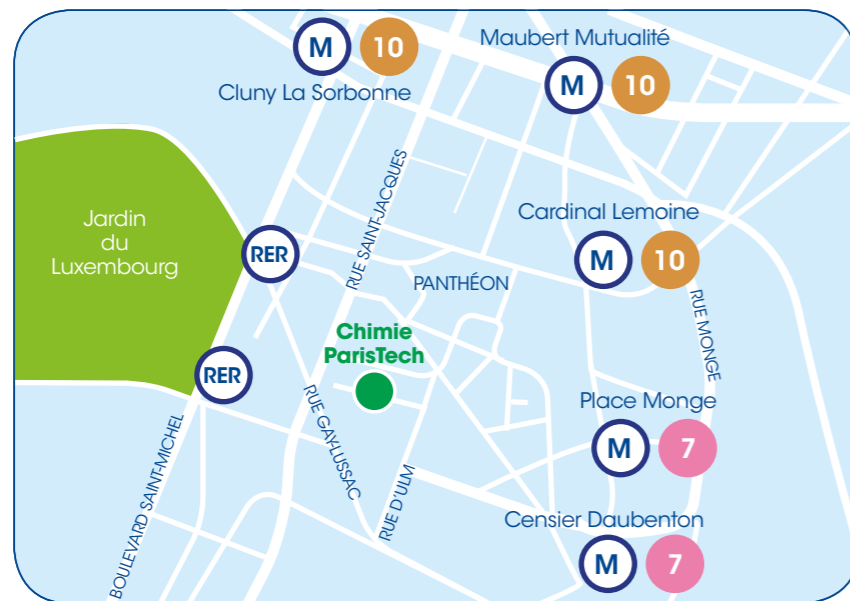 M 10
Cluny La Sorbonne
Maubert Mutualité
M 10
Jardin
du
Luxembourg
RER
RUE SAINT-JACQUES
PANTHÉON
Cardinal Lemoine
M 10
RUE MONGE
Chimie
ParisTech
RER
RUE GAY-LUSSAC
RUE D'ULM
BOULEVARD SAINT-MICHEL
Place Monge
M 7
Censier Daubenton
M 7